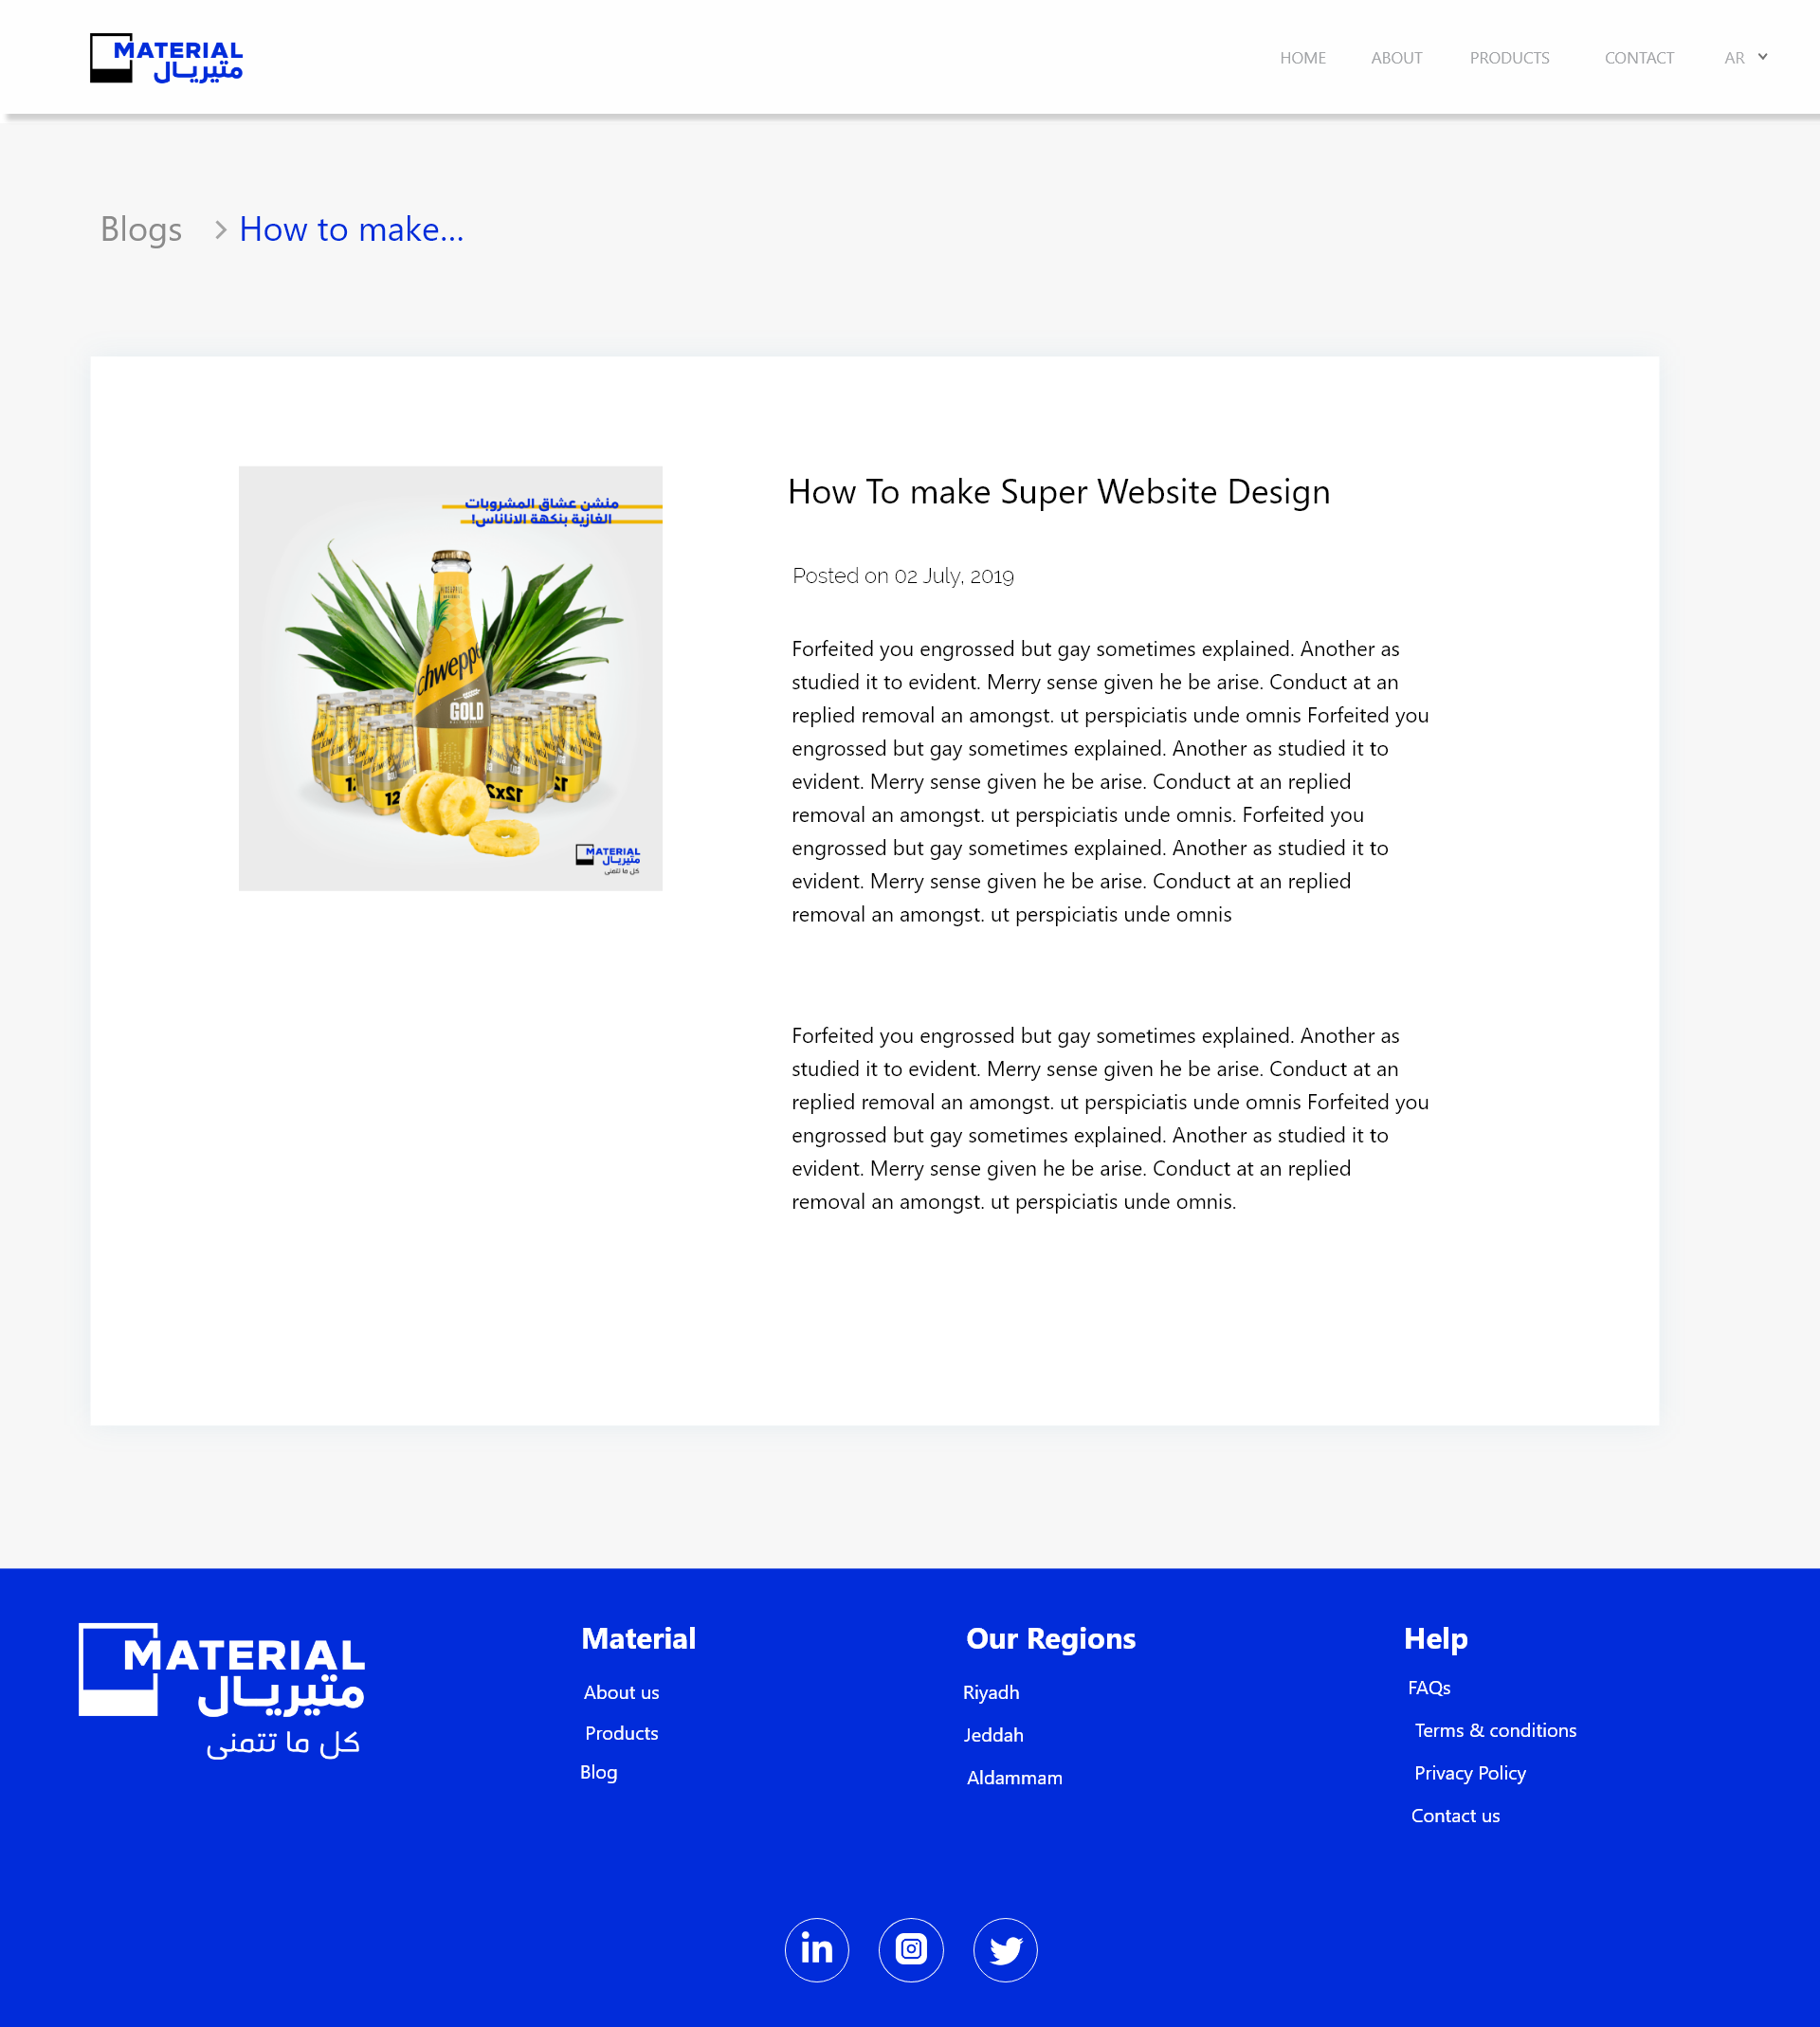 MATERIAL
متيريال
HOME ABOUT PRODUCTS CONTACT AR
Blogs > How to make...
منشن عشاق المشروبات
الغازية بنكهة الاناناس!
chweppe
GOLD
12x2
MATERIAL
متيريال
كل ما تتمنى
How To make Super Website Design
Posted on 02 July, 2019
Forfeited you engrossed but gay sometimes explained. Another as
studied it to evident. Merry sense given he be arise. Conduct at an
replied removal an amongst. ut perspiciatis unde omnis Forfeited you
engrossed but gay sometimes explained. Another as studied it to
evident. Merry sense given he be arise. Conduct at an replied
removal an amongst. ut perspiciatis unde omnis. Forfeited you
engrossed but gay sometimes explained. Another as studied it to
evident. Merry sense given he be arise. Conduct at an replied
removal an amongst. ut perspiciatis unde omnis
Forfeited you engrossed but gay sometimes explained. Another as
studied it to evident. Merry sense given he be arise. Conduct at an
replied removal an amongst. ut perspiciatis unde omnis Forfeited you
engrossed but gay sometimes explained. Another as studied it to
evident. Merry sense given he be arise. Conduct at an replied
removal an amongst. ut perspiciatis unde omnis.
MATERIAL
متيريال
كل ما تتمنى
Material
About us
Products
Blog
Our Regions
Riyadh
Jeddah
Aldammam
Help
FAQs
Terms & conditions
Privacy Policy
Contact us
in